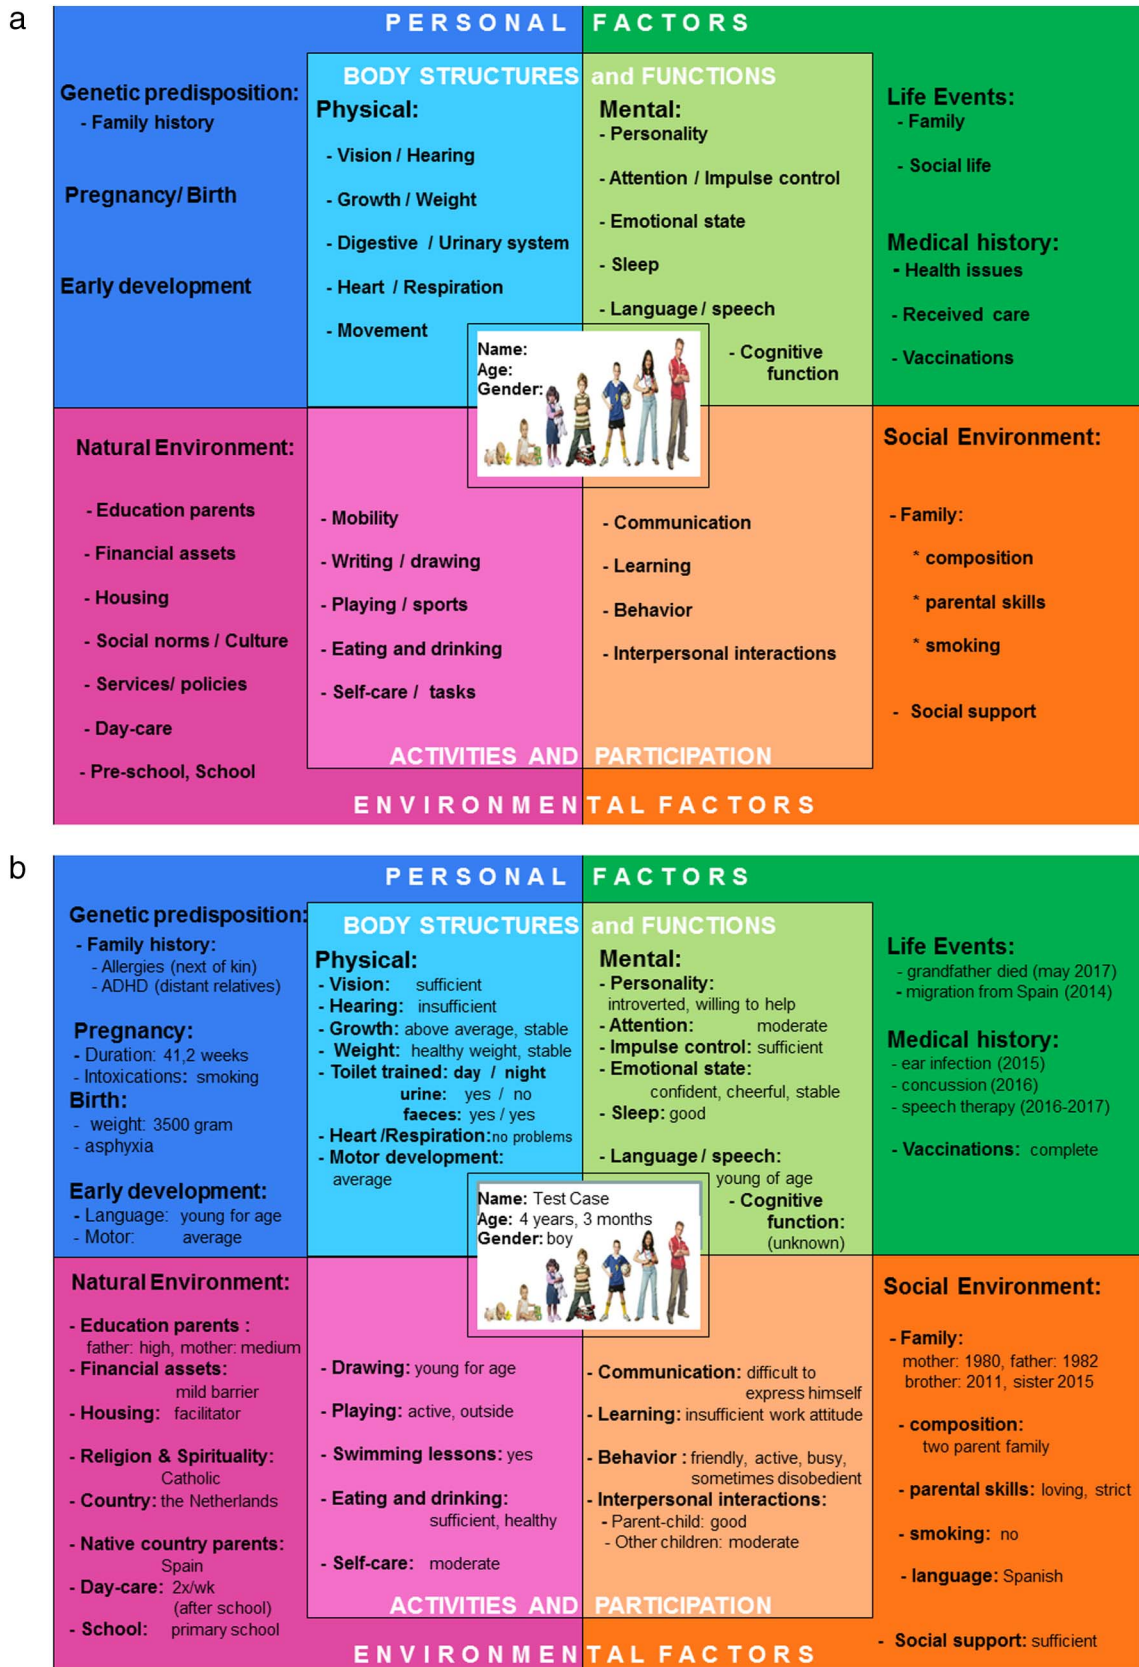 a
PERSONAL FACTORS
Genetic predisposition:
- Family history
Pregnancy/ Birth
Early development
BODY STRUCTURES and FUNCTIONS
Physical:
- Vision / Hearing
- Growth / Weight
- Digestive / Urinary system
- Heart / Respiration
- Movement
Mental:
- Personality
- Attention / Impulse control
- Emotional state
- Sleep
- Language / speech
- Cognitive
function
Life Events:
- Family
- Social life
Medical history:
- Health issues
- Received care
- Vaccinations
Name:
Age:
Gender:
Natural Environment:
- Education parents
- Financial assets
- Housing
- Social norms / Culture
- Services/ policies
- Day-care
- Pre-school, School
- Mobility
- Writing / drawing
- Playing / sports
- Eating and drinking
- Self-care / tasks
- Communication
- Learning
- Behavior
- Interpersonal interactions
ACTIVITIES AND PARTICIPATION
Social Environment:
- Family:
* composition
* parental skills
* smoking
- Social support
ENVIRONMENTAL FACTORS
b
PERSONAL FACTORS
Genetic predisposition:
- Family history:
- Allergies (next of kin)
- ADHD (distant relatives)
Pregnancy:
- Duration: 41,2 weeks
- Intoxications: smoking
Birth:
- weight: 3500 gram
- asphyxia
Early development:
- Language: young for age
- Motor: average
BODY STRUCTURES and FUNCTIONS
Physical:
- Vision: sufficient
- Hearing: insufficient
- Growth: above average, stable
- Weight: healthy weight, stable
- Toilet trained: day / night
urine: yes / no
faeces: yes / yes
- Heart /Respiration: no problems
- Motor development:
average
Mental:
- Personality:
introverted, willing to help
- Attention: moderate
- Impulse control: sufficient
- Emotional state:
confident, cheerful, stable
- Sleep: good
- Language / speech:
young of age
- Cognitive
function:
(unknown)
Life Events:
- grandfather died (may 2017)
- migration from Spain (2014)
Medical history:
- ear infection (2015)
- concussion (2016)
- speech therapy (2016-2017)
- Vaccinations: complete
Name: Test Case
Age: 4 years, 3 months
Gender: boy
Natural Environment:
- Education parents :
father: high, mother: medium
- Financial assets:
mild barrier
- Housing: facilitator
- Religion & Spirituality:
Catholic
- Country: the Netherlands
- Native country parents:
Spain
- Day-care: 2x/wk
(after school)
- School: primary school
- Drawing: young for age
- Playing: active, outside
- Swimming lessons: yes
- Eating and drinking:
sufficient, healthy
- Self-care: moderate
- Communication: difficult to
express himself
- Learning: insufficient work attitude
- Behavior : friendly, active, busy,
sometimes disobedient
- Interpersonal interactions:
- Parent-child: good
- Other children: moderate
ACTIVITIES AND PARTICIPATION
Social Environment:
- Family:
mother: 1980, father: 1982
brother: 2011, sister 2015
- composition:
two parent family
- parental skills: loving, strict
- smoking: no
- language: Spanish
- Social support: sufficient
ENVIRONMENTAL FACTORS